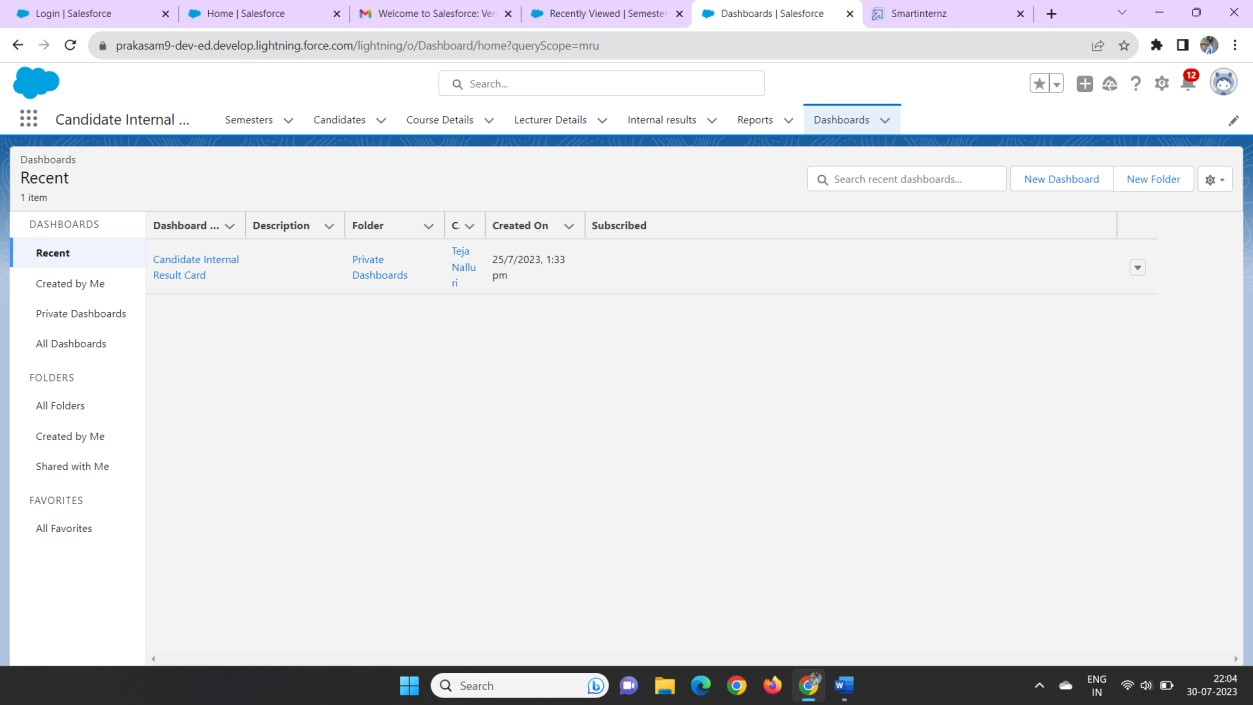 Login | Salesforce
Home | Salesforce
Welcome to Salesforce: Ver
Recently Viewed | Semester
Dashboards | Salesforce
Smartinternz
prakasam9-dev-ed.develop.lightning.force.com/lightning/o/Dashboard/home?queryScope=mru
Search...
12
Candidate Internal ...
Semesters
Candidates
Course Details
Lecturer Details
Internal results
Reports
Dashboards
Dashboards
Recent
1 item
Search recent dashboards...
New Dashboard
New Folder
DASHBOARDS
Recent
Created by Me
Private Dashboards
All Dashboards
FOLDERS
All Folders
Created by Me
Shared with Me
FAVORITES
All Favorites
Dashboard ...
Description
Folder
C
Created On
Subscribed
Candidate Internal
Result Card
Private
Dashboards
Teja
Nallu
ri
25/7/2023, 1:33
pm
Search
ENG
IN
22:04
30-07-2023